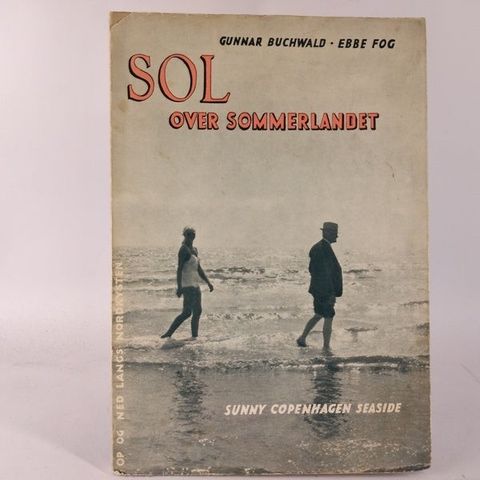 GUNNAR BUCHWALD · EBBE FOG
SOL
OVER SOMMERLANDET
OP OG NED LANGS NORDKYSTEN
SUNNY COPENHAGEN SEASIDE